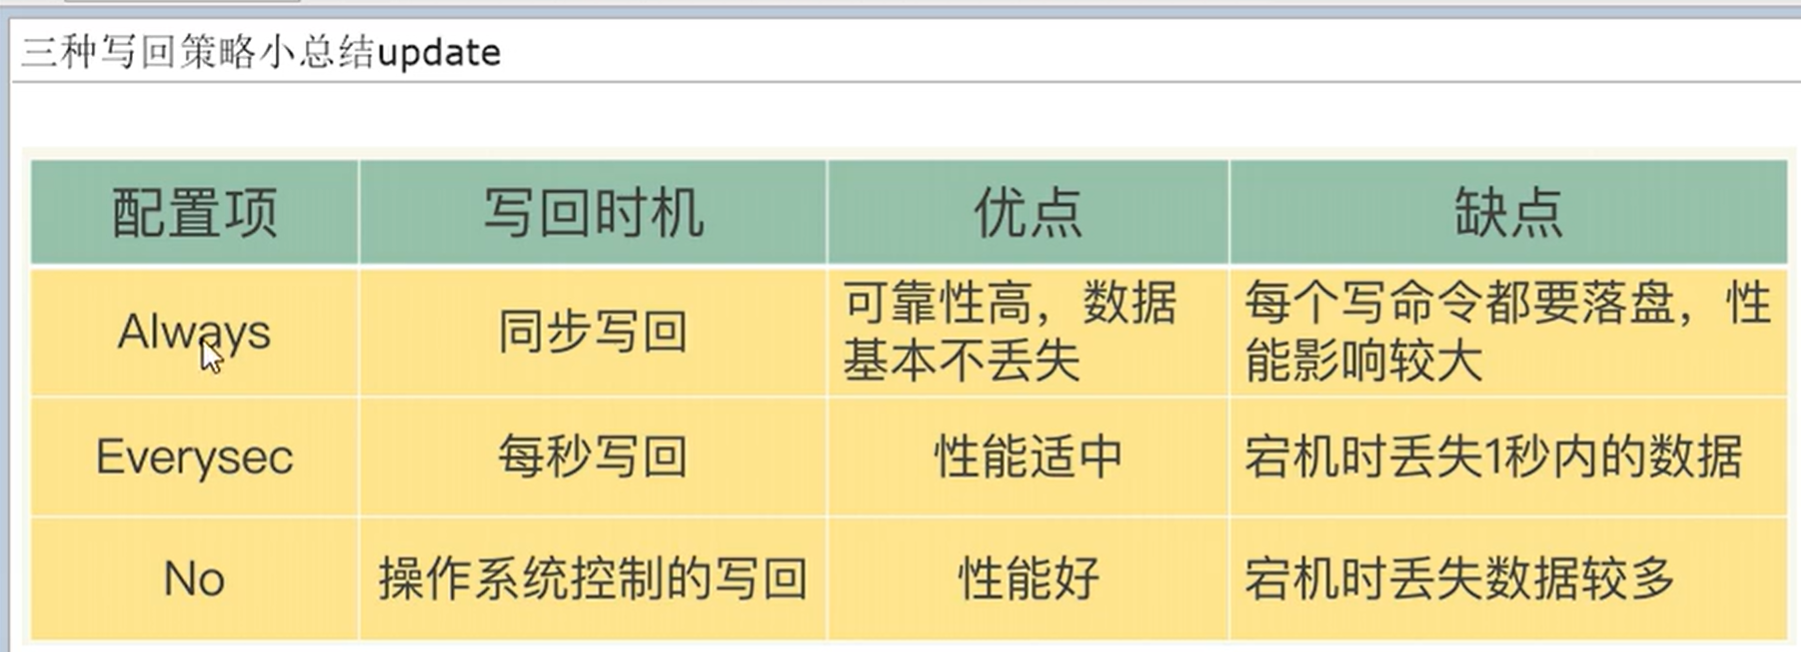 三种写回策略小总结update
配置项 写回时机 优点 缺点
Always 同步写回 可靠性高，数据基本不丢失 每个写命令都要落盘，性能影响较大
Everysec 每秒写回 性能适中 宕机时丢失1秒内的数据
No 操作系统控制的写回 性能好 宕机时丢失数据较多